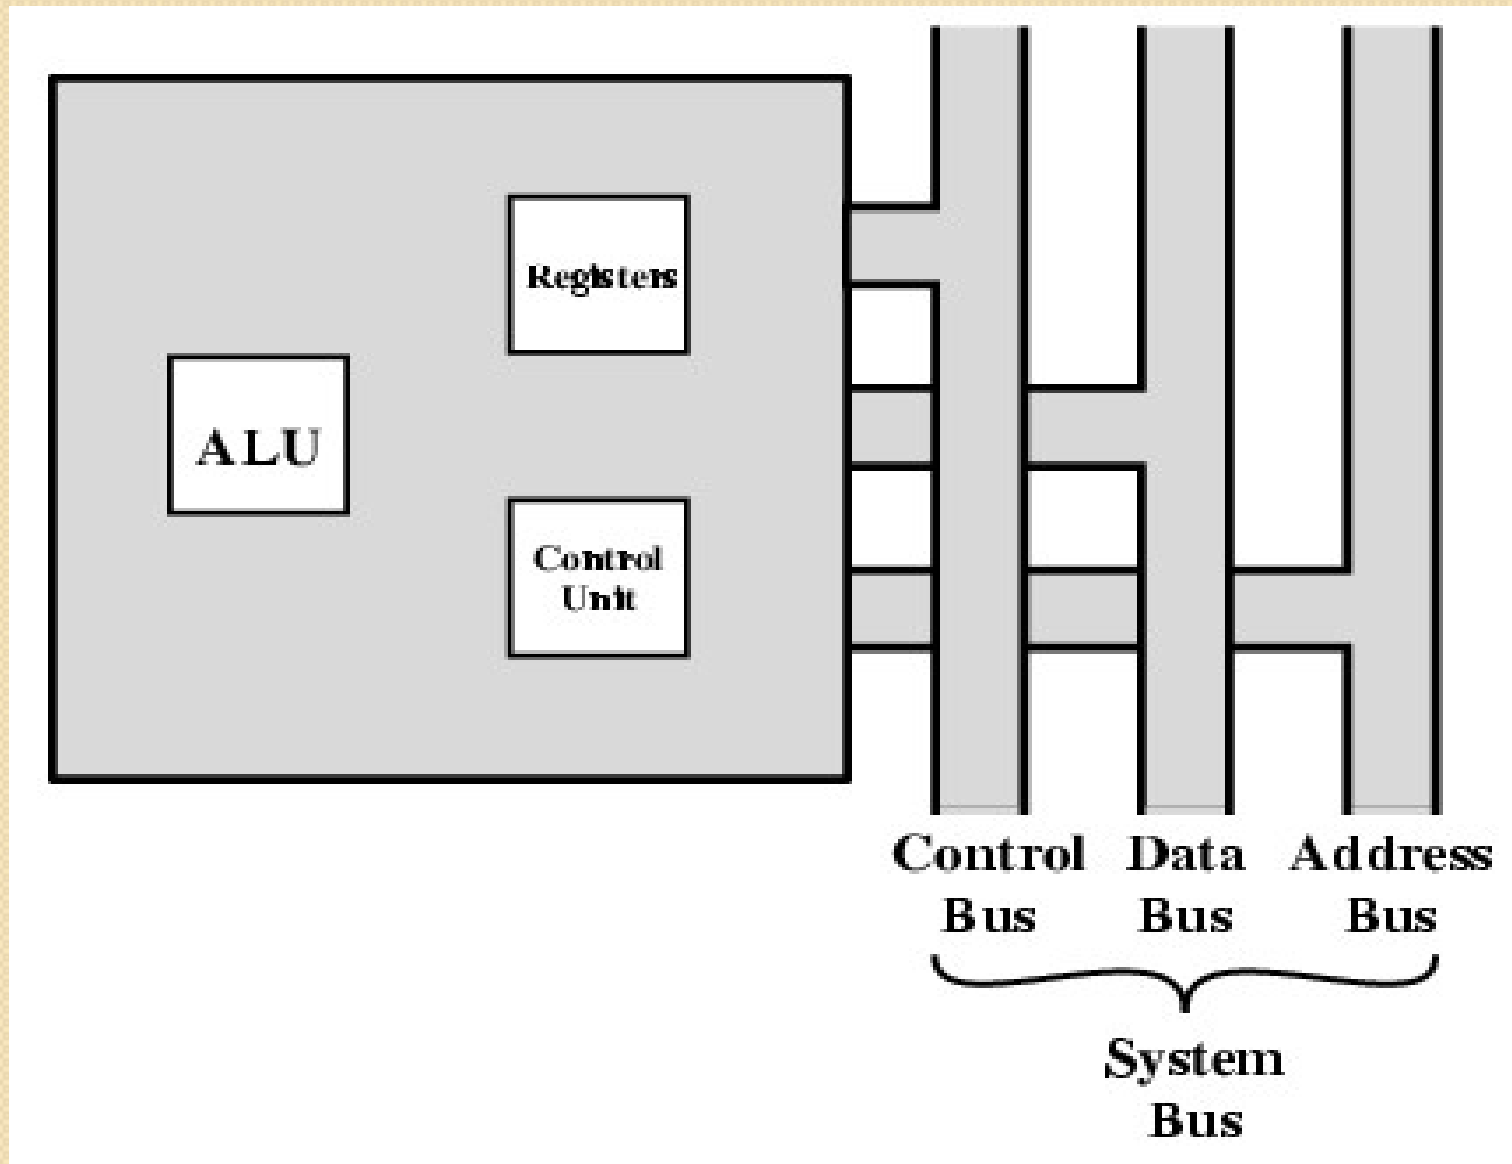 Registers
ALU
Control
Unit
Control Data Address
Bus Bus Bus
System
Bus